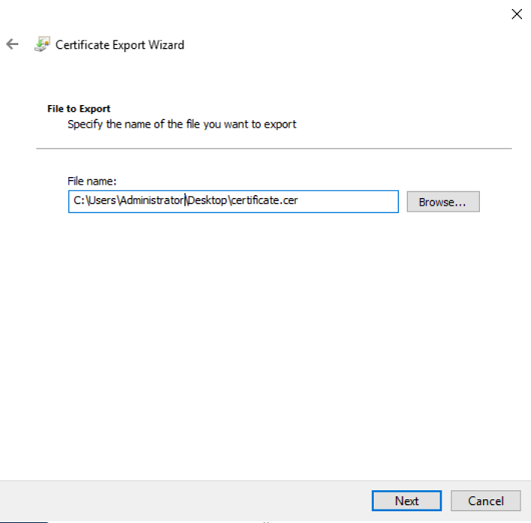 Certificate Export Wizard
File to Export
Specify the name of the file you want to export
File name:
C:\Users\Administrator\Desktop\certificate.cer
Browse...
Next
Cancel